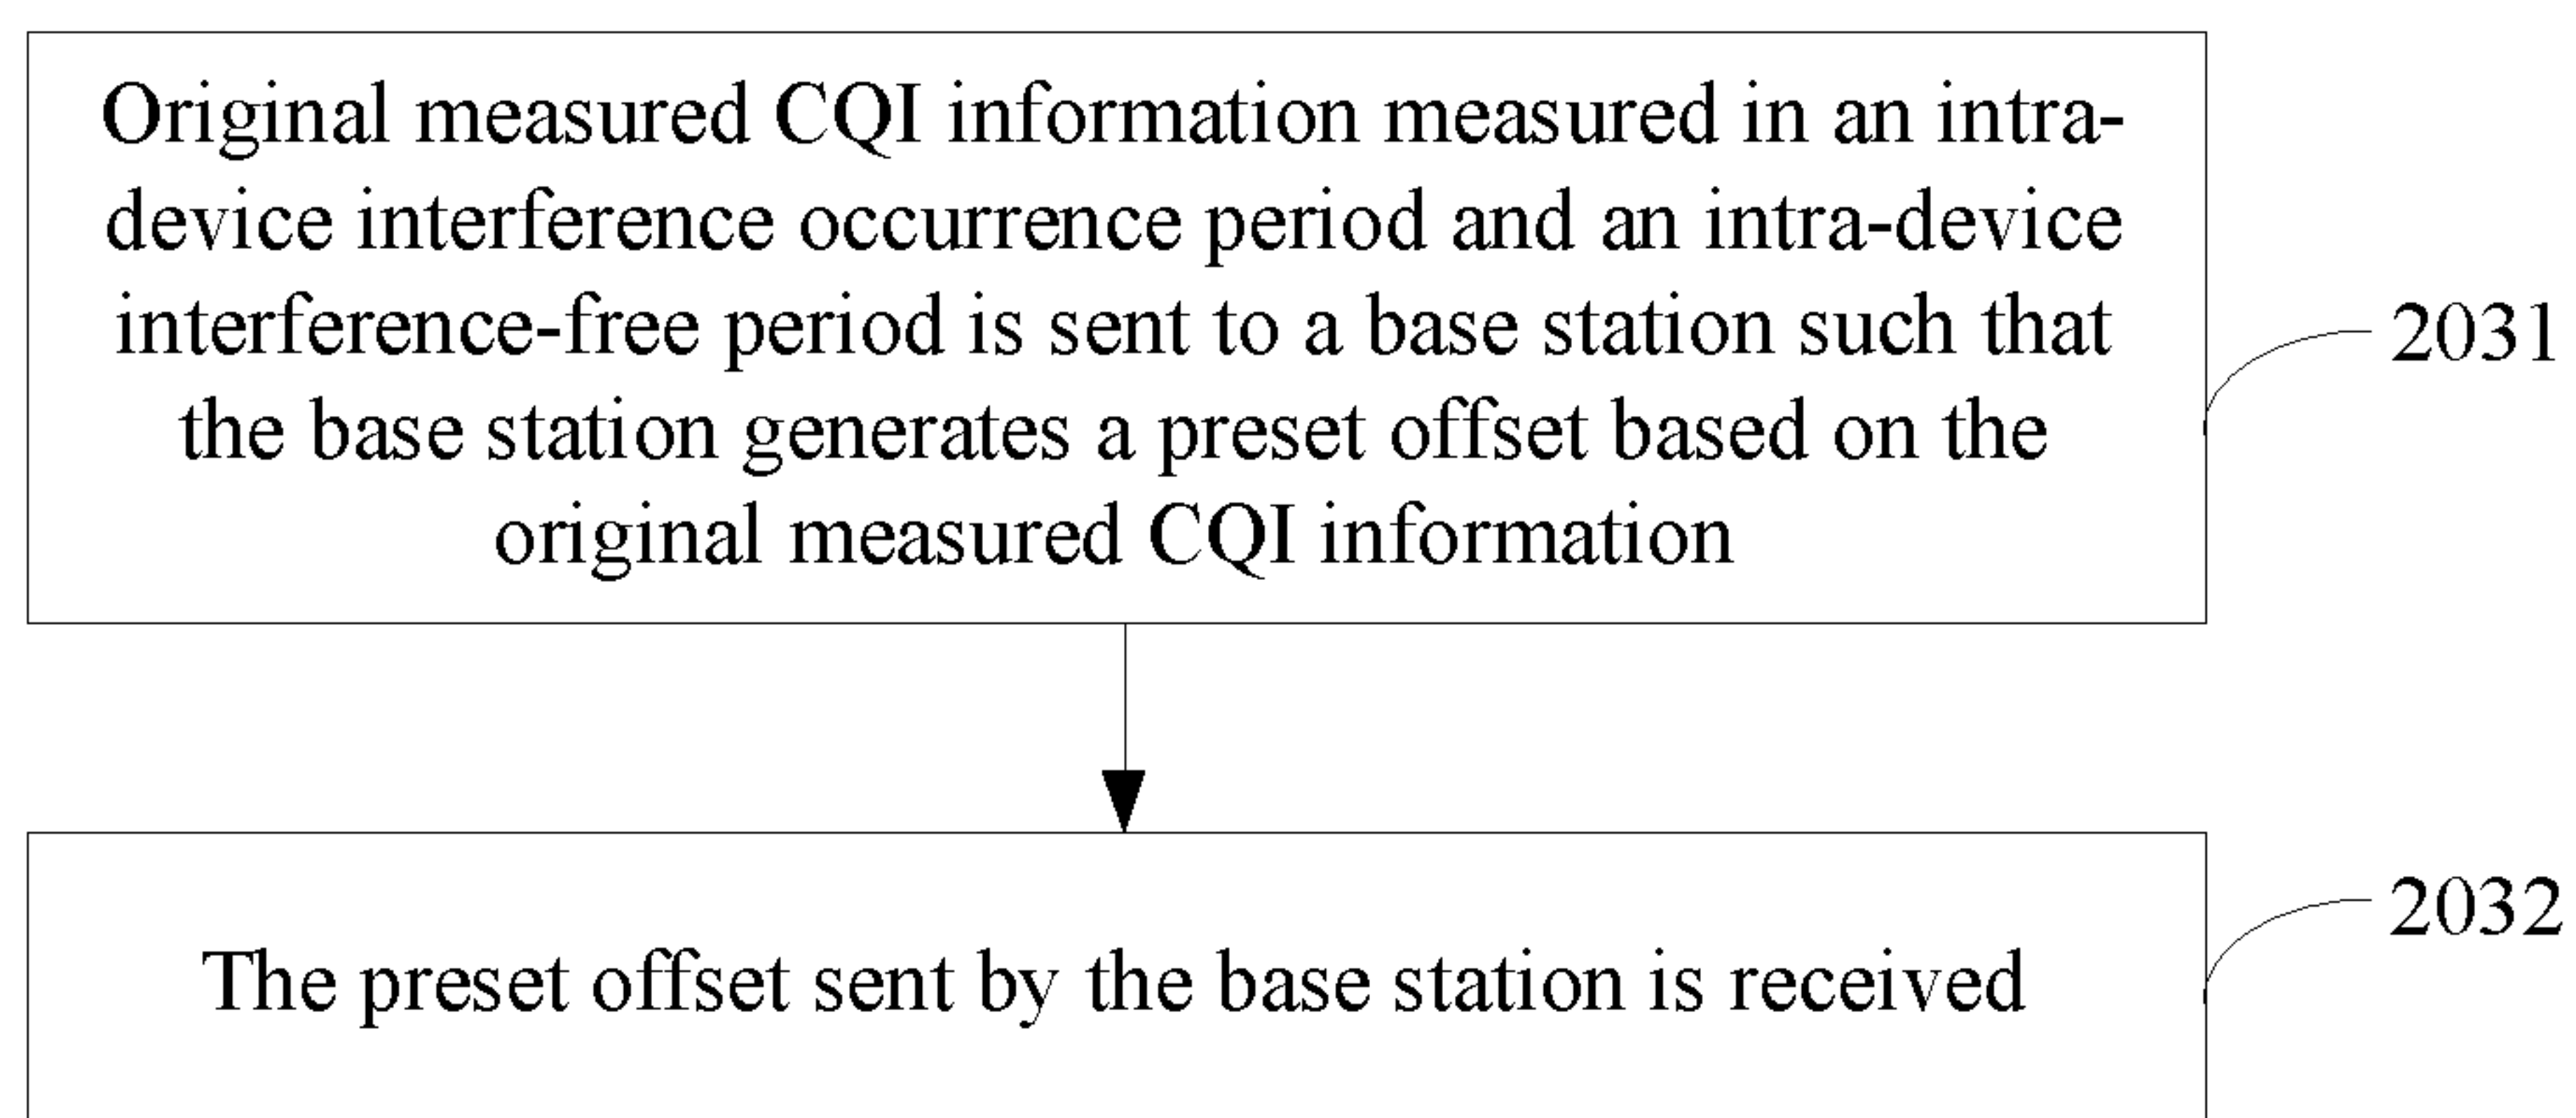 Original measured CQI information measured in an intra-
device interference occurrence period and an intra-device
interference-free period is sent to a base station such that
the base station generates a preset offset based on the
original measured CQI information
2031
The preset offset sent by the base station is received
2032